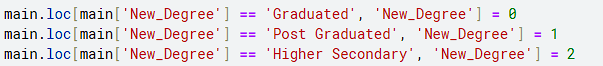 main.loc[main['New_Degree'] == 'Graduated', 'New_Degree'] = 0
main.loc[main['New_Degree'] == 'Post Graduated', 'New_Degree'] = 1
main.loc[main['New_Degree'] == 'Higher Secondary', 'New_Degree'] = 2